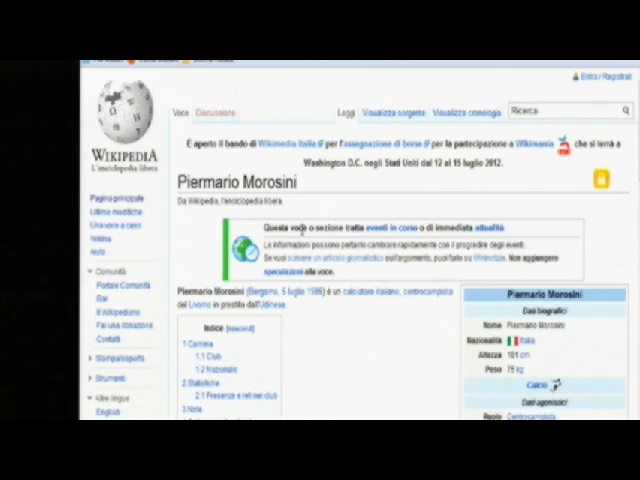 Entra / Registrati
Voce Discussione Leggi Visualizza sorgente Visualizza cronologia Ricerca
È aperto il bando di Wikimedia Italia per l'assegnazione di borse per la partecipazione a Wikimania che si terrà a
Washington D.C. negli Stati Uniti dal 12 al 15 luglio 2012.
WIKIPEDIA
L'enciclopedia libera
Piermario Morosini
Da Wikipedia, l'enciclopedia libera.
Pagina principale
Ultime modifiche
Una voce a caso
Vetrina
Aiuto
Comunità
Portale Comunità
Bar
Il Wikipediano
Fai una donazione
Contatti
Stampa/esporta
Strumenti
Altre lingue
English
Questa voce o sezione tratta eventi in corso o di immediata attualità.
Le informazioni possono pertanto cambiare rapidamente con il progredire degli eventi.
Se vuoi scrivere un articolo giornalistico sull'argomento, puoi farlo su Wikinotizie. Non aggiungere
speculazioni alla voce.
Piermario Morosini (Bergamo, 5 luglio 1986) è un calciatore italiano, centrocampista
del Livorno in prestito dall'Udinese.
Indice [nascondi]
1 Carriera
1.1 Club
1.2 Nazionale
2 Statistiche
2.1 Presenze e reti nei club
3 Note
Piermario Morosini
Dati biografici
Nome Piermario Morosini
Nazionalità Italia
Altezza 181 cm
Peso 75 kg
Calcio
Dati agonistici
Ruolo Centrocampista